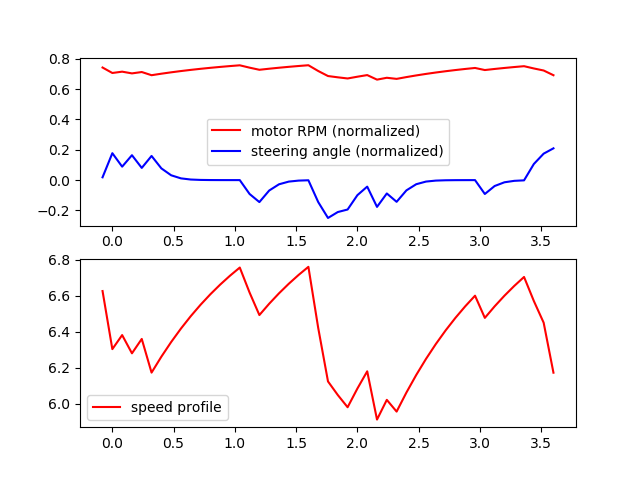 0.8
0.6
0.4
0.2
0.0
−0.2
motor RPM (normalized)
steering angle (normalized)
0.0 0.5 1.0 1.5 2.0 2.5 3.0 3.5
6.8
6.6
6.4
6.2
6.0
speed profile
0.0 0.5 1.0 1.5 2.0 2.5 3.0 3.5